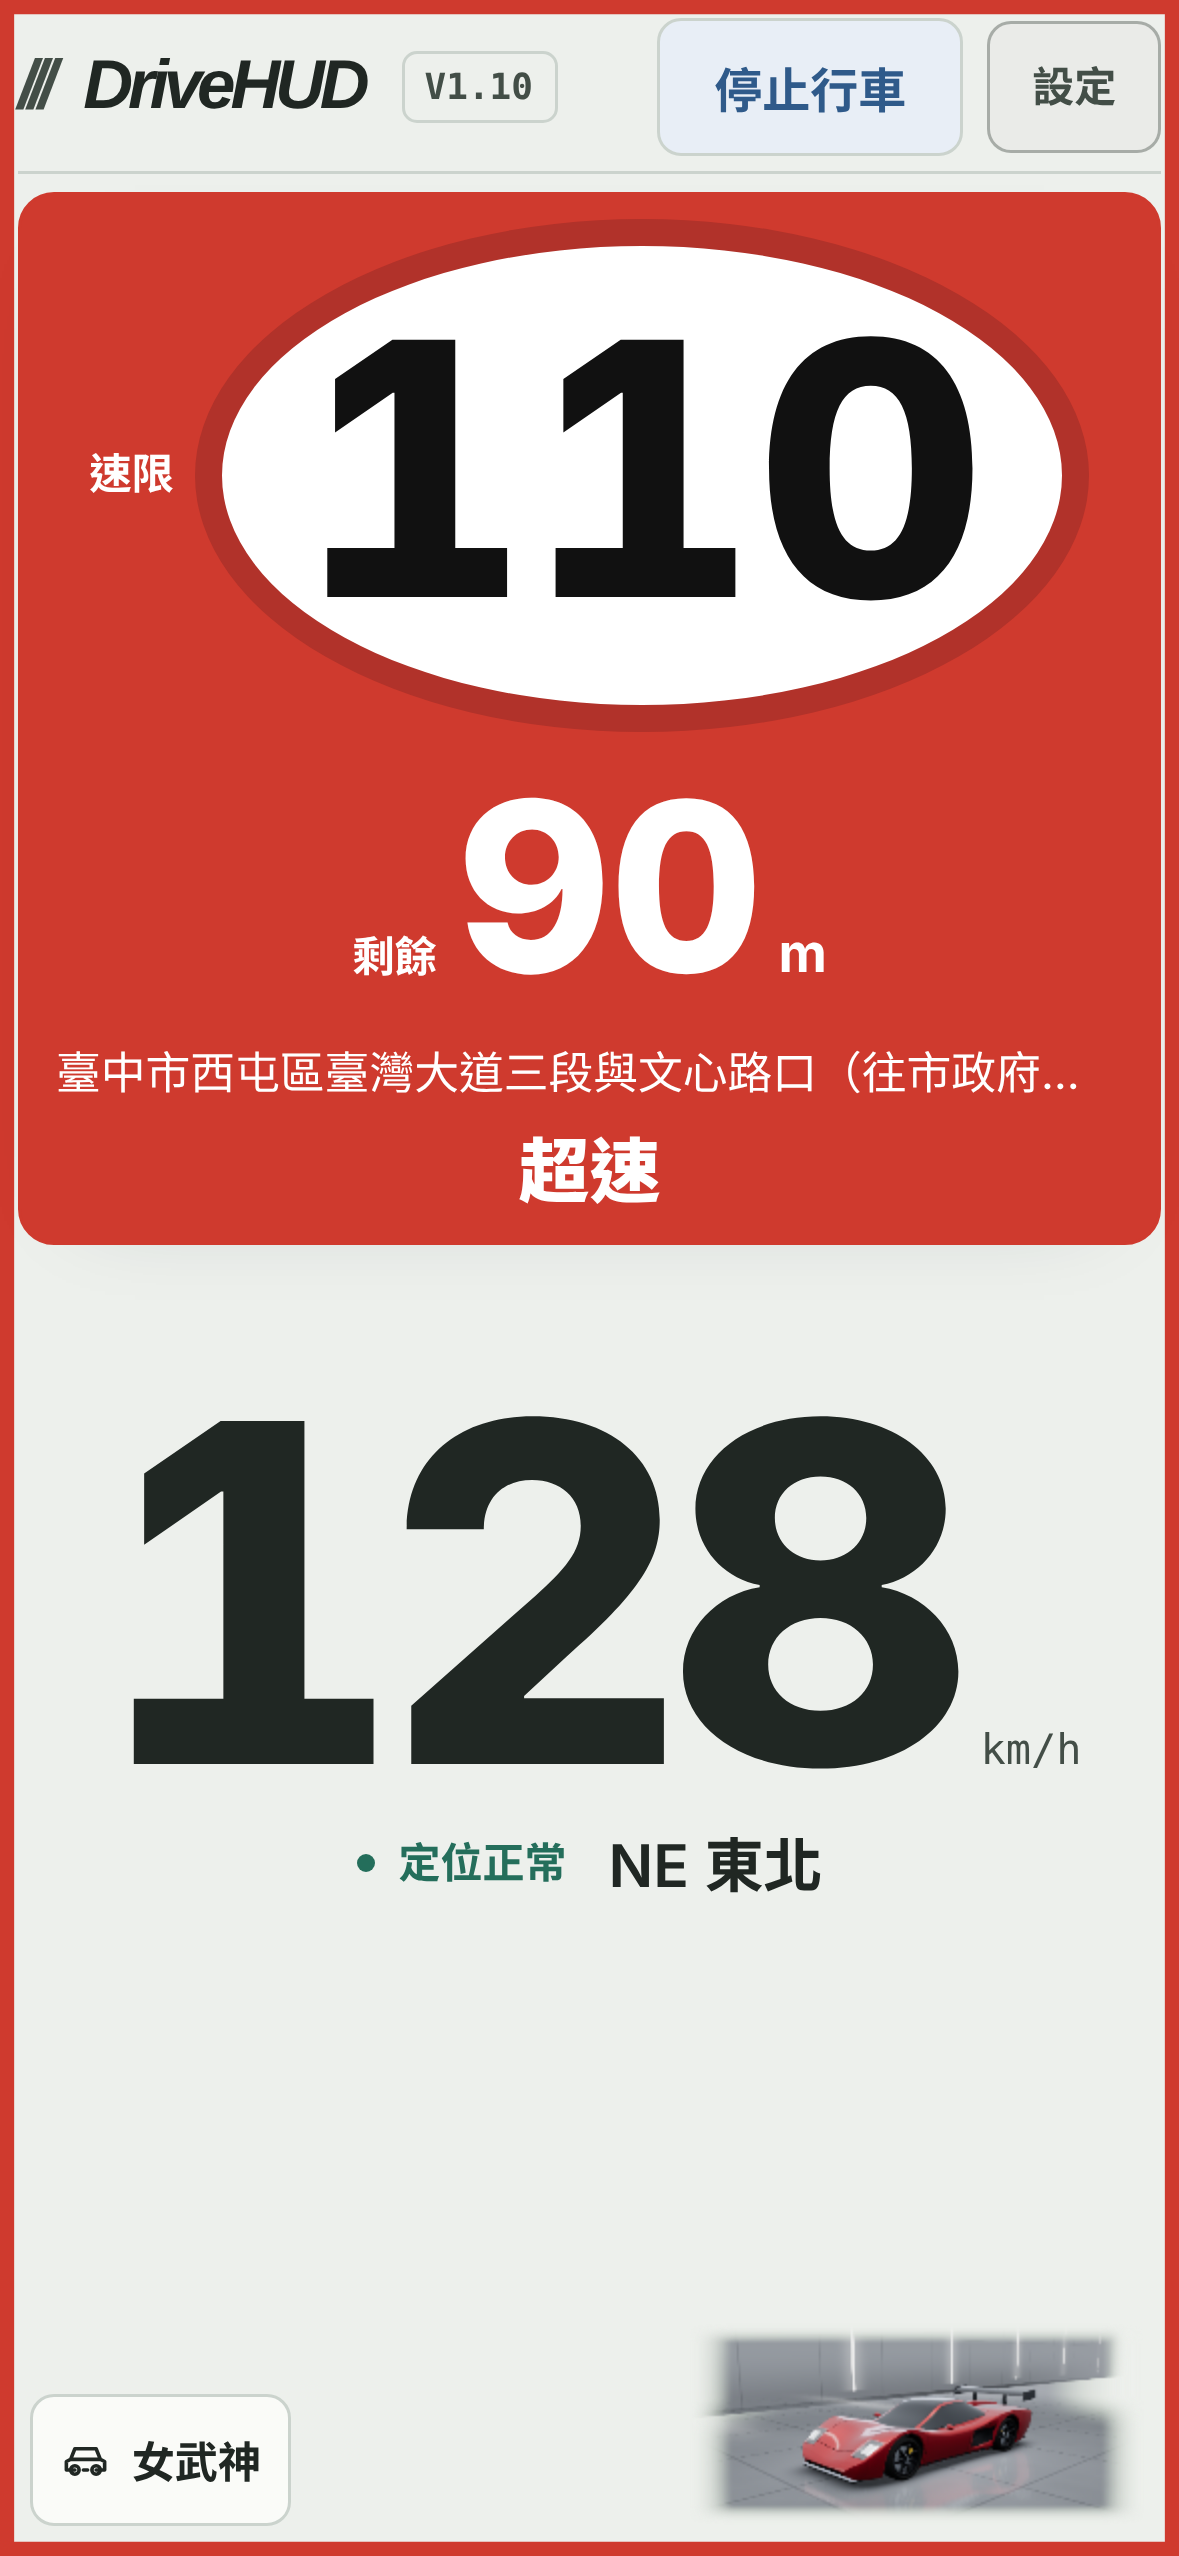 DriveHUD V1.10 停止行車 設定
速限 110
剩餘 90 m
臺中市西屯區臺灣大道三段與文心路口（往市政府...
超速
128 km/h
定位正常 NE 東北
女武神